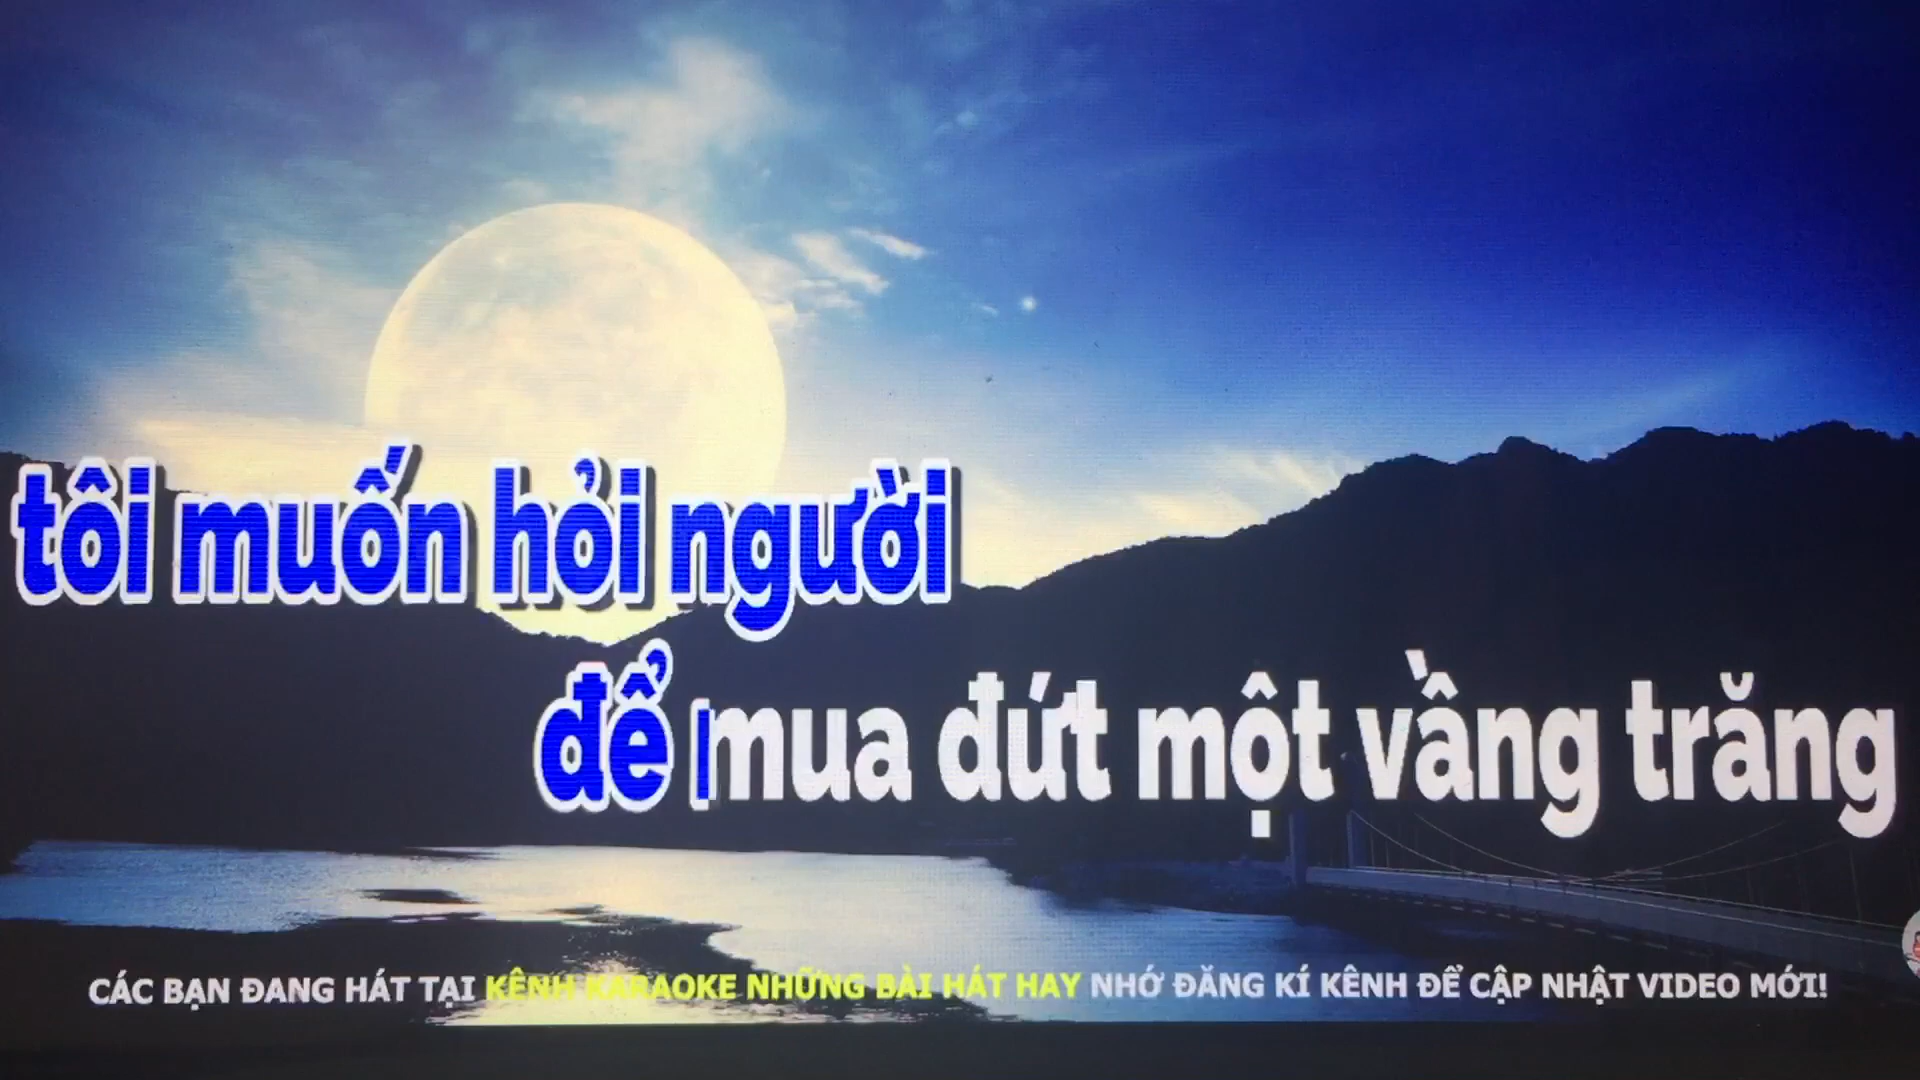 tôi muốn hỏi người
để mua đứt một vầng trăng
CÁC BẠN ĐANG HÁT TẠI KÊNH KARAOKE NHỮNG BÀI HÁT HAY NHỚ ĐĂNG KÍ KÊNH ĐỂ CẬP NHẬT VIDEO MỚI!